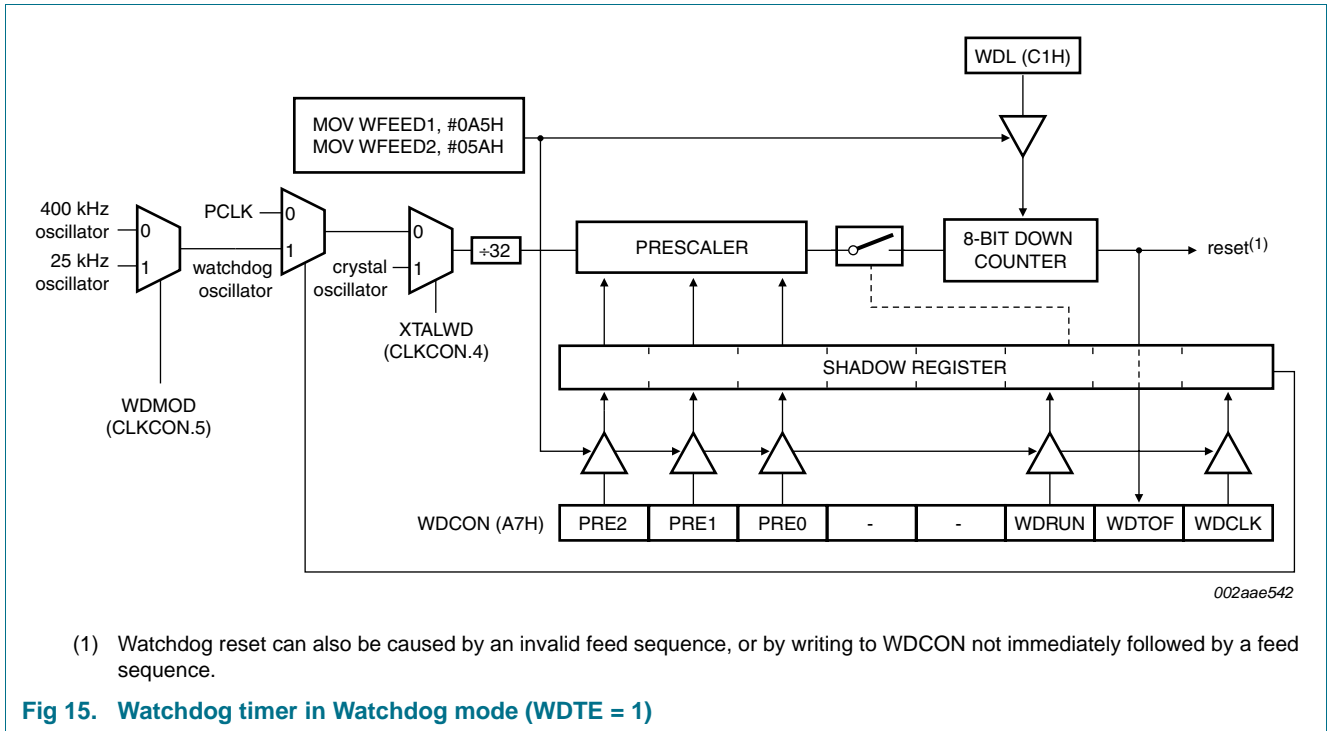 WDL (C1H)
MOV WFEED1, #0A5H
MOV WFEED2, #05AH
400 kHz
oscillator
25 kHz
oscillator
0
1
PCLK
0
1
watchdog
oscillator
0
1
crystal
oscillator
÷32
PRESCALER
8-BIT DOWN
COUNTER
reset(1)
XTALWD
(CLKCON.4)
WDMOD
(CLKCON.5)
SHADOW REGISTER
WDCON (A7H)
PRE2
PRE1
PRE0
-
-
WDRUN
WDTOF
WDCLK
002aae542
(1) Watchdog reset can also be caused by an invalid feed sequence, or by writing to WDCON not immediately followed by a feed
sequence.
Fig 15. Watchdog timer in Watchdog mode (WDTE = 1)